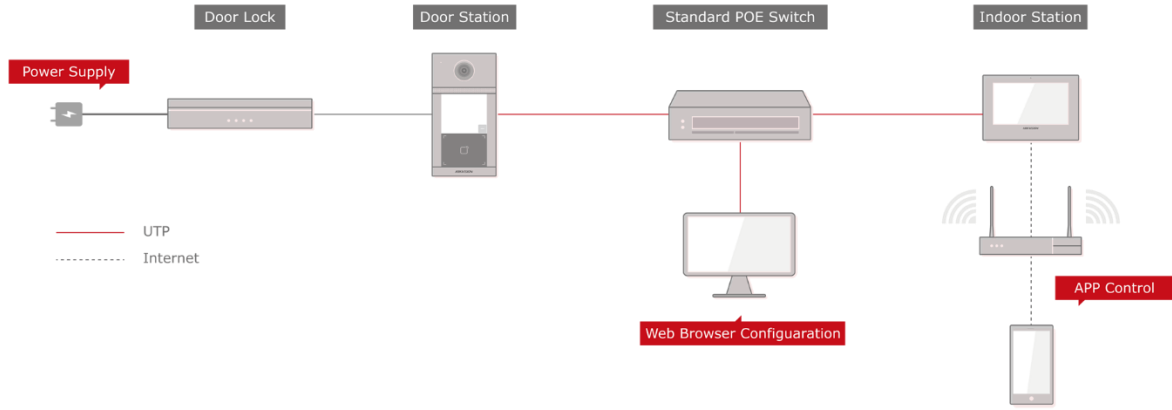 Door Lock
Door Station
Standard POE Switch
Indoor Station
Power Supply
UTP
Internet
APP Control
Web Browser Configuaration